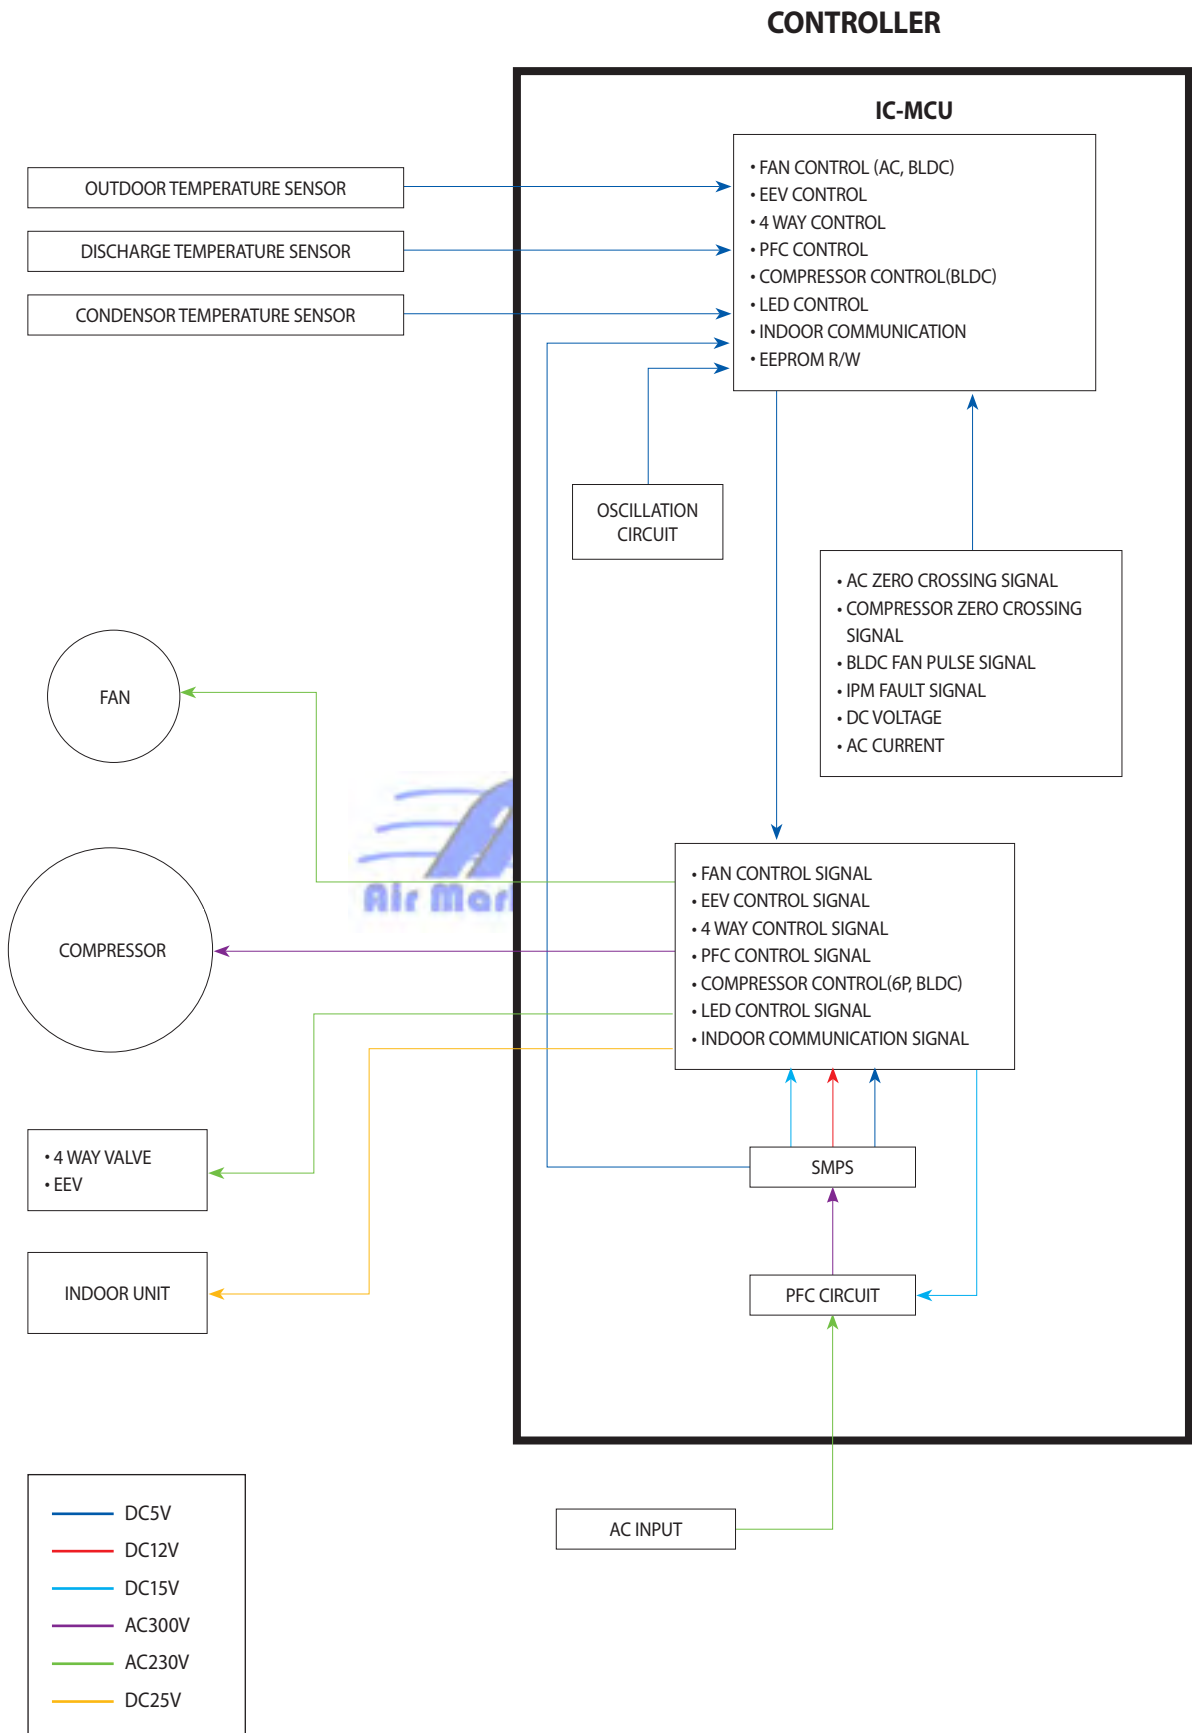 CONTROLLER
IC-MCU
• FAN CONTROL (AC, BLDC)
• EEV CONTROL
• 4 WAY CONTROL
• PFC CONTROL
• COMPRESSOR CONTROL(BLDC)
• LED CONTROL
• INDOOR COMMUNICATION
• EEPROM R/W
OUTDOOR TEMPERATURE SENSOR
DISCHARGE TEMPERATURE SENSOR
CONDENSOR TEMPERATURE SENSOR
OSCILLATION
CIRCUIT
• AC ZERO CROSSING SIGNAL
• COMPRESSOR ZERO CROSSING
SIGNAL
• BLDC FAN PULSE SIGNAL
• IPM FAULT SIGNAL
• DC VOLTAGE
• AC CURRENT
FAN
Air Mar
COMPRESSOR
• FAN CONTROL SIGNAL
• EEV CONTROL SIGNAL
• 4 WAY CONTROL SIGNAL
• PFC CONTROL SIGNAL
• COMPRESSOR CONTROL(6P, BLDC)
• LED CONTROL SIGNAL
• INDOOR COMMUNICATION SIGNAL
• 4 WAY VALVE
• EEV
SMPS
INDOOR UNIT
PFC CIRCUIT
AC INPUT
DC5V
DC12V
DC15V
AC300V
AC230V
DC25V